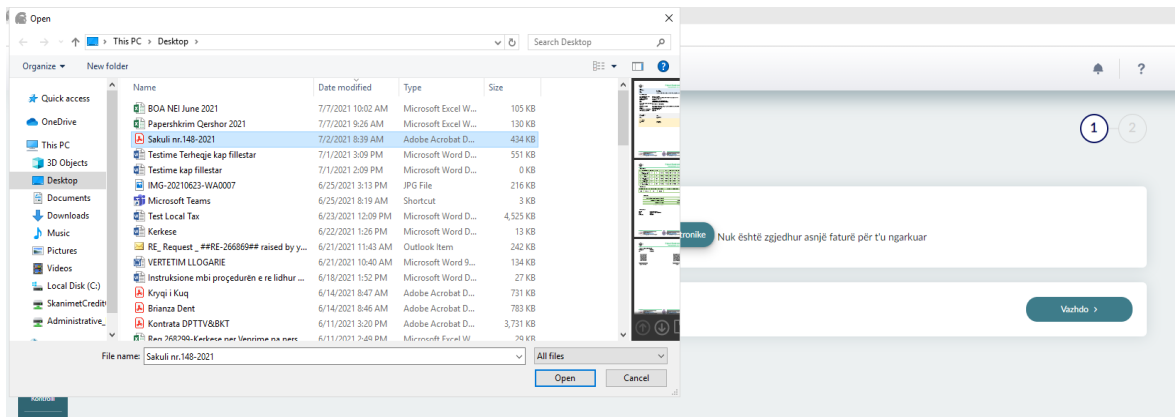 Open
This PC > Desktop >
Search Desktop
Organize
New folder
Name Date modified Type Size
Quick access
OneDrive
This PC
3D Objects
Desktop
Documents
Downloads
Music
Pictures
Videos
Local Disk (C:)
SkanimetCredit
Administrative_
BOA NEI June 2021 7/7/2021 10:02 AM Microsoft Excel W... 105 KB
Papershkrim Qershor 2021 7/7/2021 9:26 AM Microsoft Excel W... 130 KB
Sakuli nr.148-2021 7/2/2021 8:39 AM Adobe Acrobat D... 434 KB
Testime Terheqje kap fillestar 7/1/2021 3:09 PM Microsoft Word D... 551 KB
Testime kap fillestar 7/1/2021 2:09 PM Microsoft Word D... 0 KB
IMG-20210623-WA0007 6/25/2021 3:13 PM JPG File 216 KB
Microsoft Teams 6/25/2021 8:19 AM Shortcut 3 KB
Test Local Tax 6/23/2021 12:09 PM Microsoft Word D... 4,525 KB
Kerkese 6/22/2021 1:26 PM Microsoft Word D... 13 KB
RE_ Request _ ##RE-266869## raised by y... 6/21/2021 11:43 AM Outlook Item 242 KB
VERTETIM LLOGARIE 6/21/2021 10:40 AM Microsoft Word 9... 134 KB
Instruksione mbi proçedurën e re lidhur ... 6/18/2021 1:52 PM Microsoft Word D... 27 KB
Kryqi i Kuq 6/14/2021 8:47 AM Adobe Acrobat D... 731 KB
Brianza Dent 6/14/2021 8:46 AM Adobe Acrobat D... 783 KB
Kontrata DPTTV&BKT 6/11/2021 3:20 PM Adobe Acrobat D... 3,731 KB
Req 268299-Kerkese per Venrime na pers 6/11/2021 2:49 PM Microsoft Excel W 29 KB
File name: Sakuli nr.148-2021
All files
Open Cancel
?
1 2
tronike
Nuk është zgjedhur asnjë faturë për t'u ngarkuar
Vazhdo >
Kontrolli